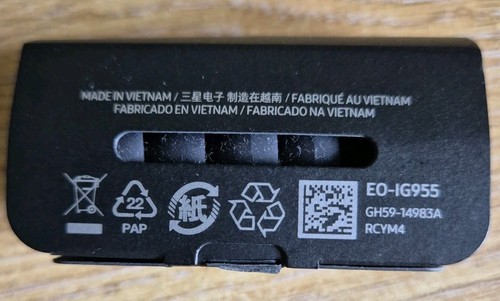 MADE IN VIETNAM / 三星电子 制造在越南 / FABRIQUÉ AU VIETNAM
FABRICADO EN VIETNAM / FABRICADO NA VIETNAM
22
PAP
紙
EO-IG955
GH59-14983A
RCYM4